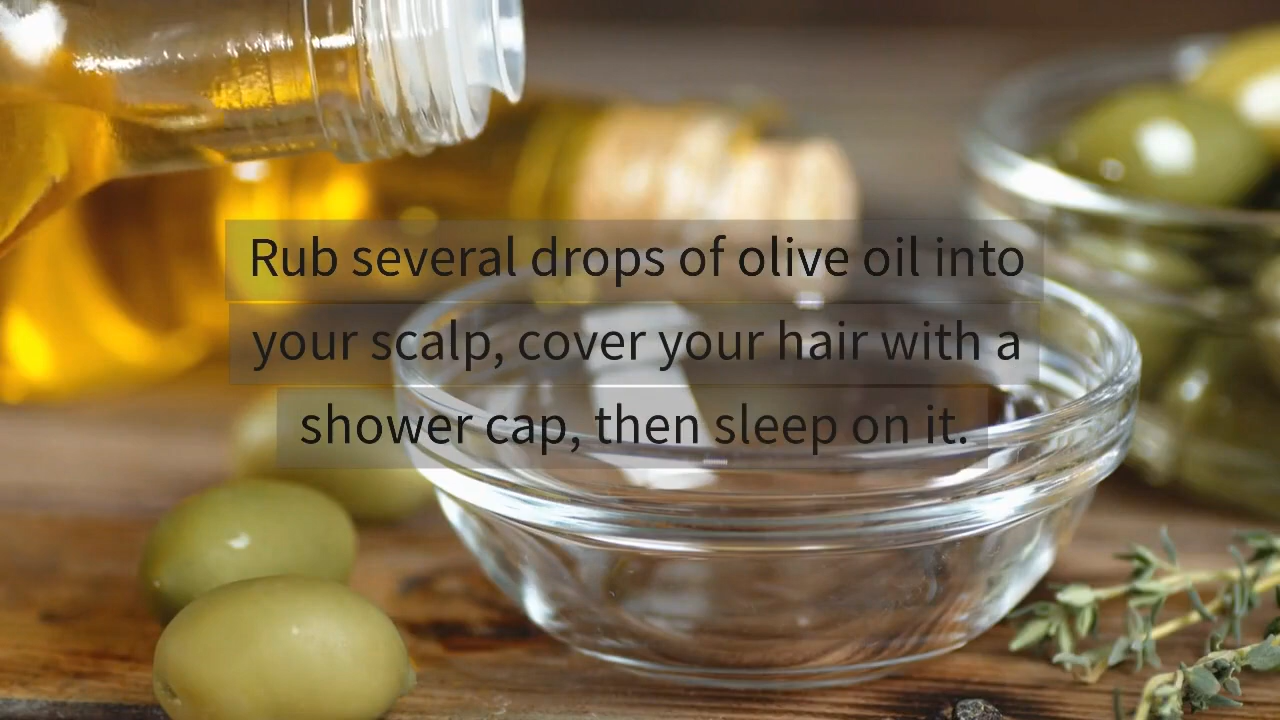 Rub several drops of olive oil into
your scalp, cover your hair with a
shower cap, then sleep on it.